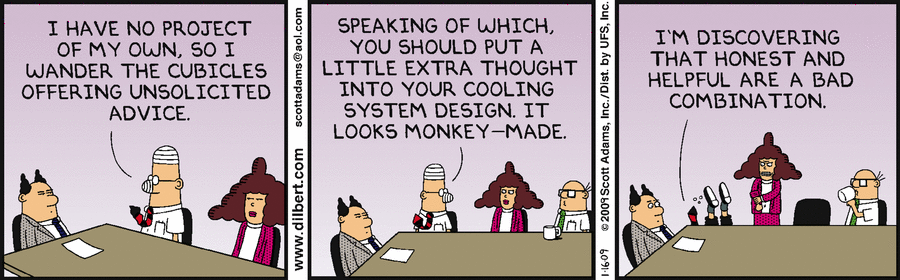 I HAVE NO PROJECT
OF MY OWN, SO I
WANDER THE CUBICLES
OFFERING UNSOLICITED
ADVICE.
www.dilbert.com scottadams@aol.com
SPEAKING OF WHICH,
YOU SHOULD PUT A
LITTLE EXTRA THOUGHT
INTO YOUR COOLING
SYSTEM DESIGN. IT
LOOKS MONKEY-MADE.
1-16-09 © 2009 Scott Adams, Inc./Dist. by UFS, Inc.
I'M DISCOVERING
THAT HONEST AND
HELPFUL ARE A BAD
COMBINATION.